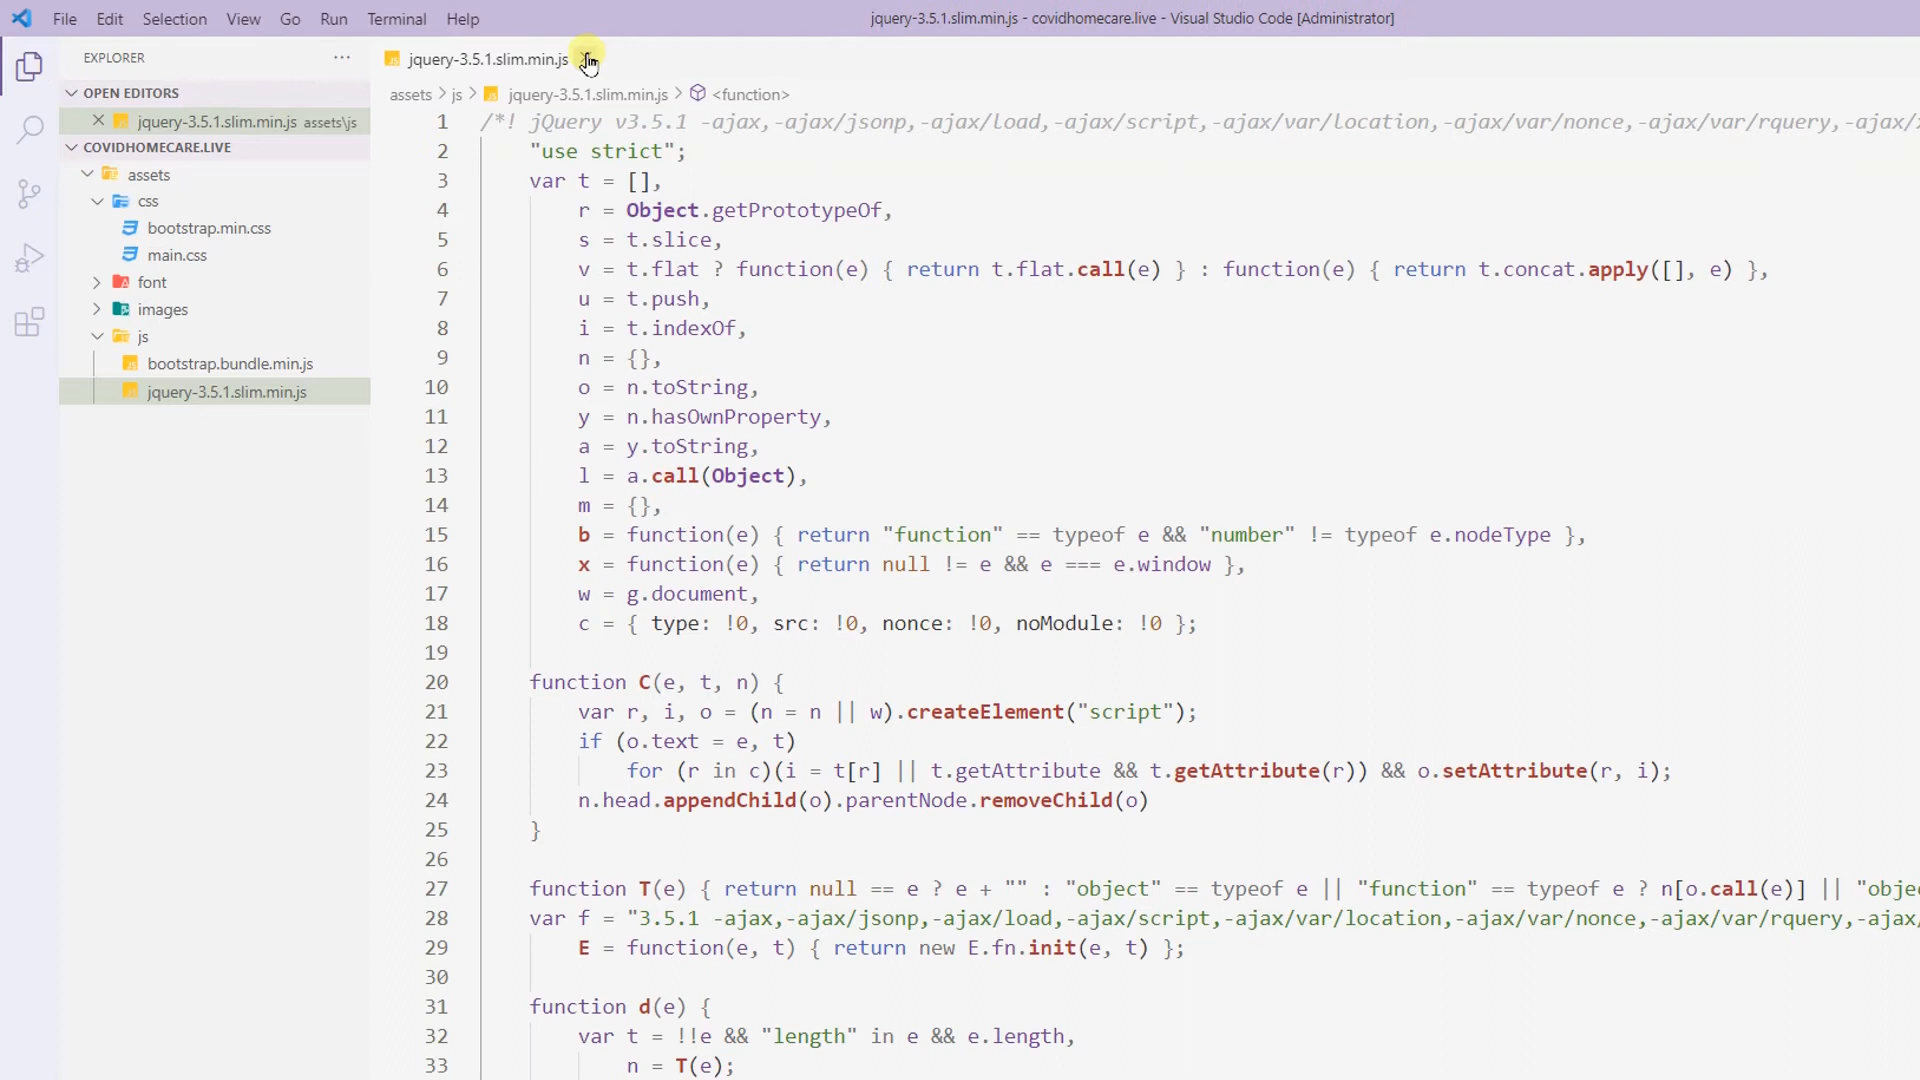 File Edit Selection View Go Run Terminal Help
jquery-3.5.1.slim.min.js - covidhomecare.live - Visual Studio Code [Administrator]
EXPLORER
OPEN EDITORS
jquery-3.5.1.slim.min.js assets\js
COVIDHOMECARE.LIVE
assets
css
bootstrap.min.css
main.css
font
images
js
bootstrap.bundle.min.js
jquery-3.5.1.slim.min.js
jquery-3.5.1.slim.min.js
assets > js > jquery-3.5.1.slim.min.js > <function>
1 /*! jQuery v3.5.1 -ajax,-ajax/jsonp,-ajax/load,-ajax/script,-ajax/var/location,-ajax/var/nonce,-ajax/var/rquery,-ajax/
2 "use strict";
3 var t = [],
4 r = Object.getPrototypeOf,
5 s = t.slice,
6 v = t.flat ? function(e) { return t.flat.call(e) } : function(e) { return t.concat.apply([], e) },
7 u = t.push,
8 i = t.indexOf,
9 n = {},
10 o = n.toString,
11 y = n.hasOwnProperty,
12 a = y.toString,
13 l = a.call(Object),
14 m = {},
15 b = function(e) { return "function" == typeof e && "number" != typeof e.nodeType },
16 x = function(e) { return null != e && e === e.window },
17 w = g.document,
18 c = { type: !0, src: !0, nonce: !0, noModule: !0 };
19
20 function C(e, t, n) {
21 var r, i, o = (n = n || w).createElement("script");
22 if (o.text = e, t)
23 for (r in c)(i = t[r] || t.getAttribute && t.getAttribute(r)) && o.setAttribute(r, i);
24 n.head.appendChild(o).parentNode.removeChild(o)
25 }
26
27 function T(e) { return null == e ? e + "" : "object" == typeof e || "function" == typeof e ? n[o.call(e)] || "objec
28 var f = "3.5.1 -ajax,-ajax/jsonp,-ajax/load,-ajax/script,-ajax/var/location,-ajax/var/nonce,-ajax/var/rquery,-ajax/
29 E = function(e, t) { return new E.fn.init(e, t) };
30
31 function d(e) {
32 var t = !!e && "length" in e && e.length,
33 n = T(e);